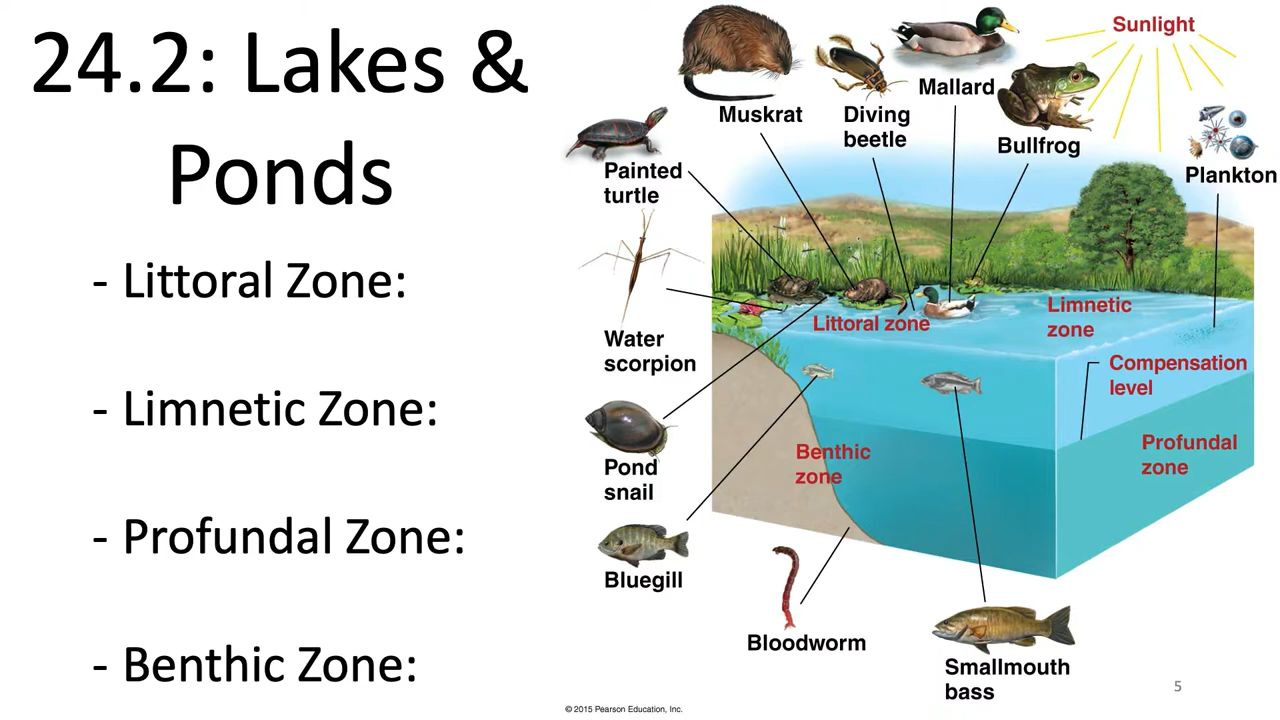 24.2: Lakes &
Ponds
- Littoral Zone:
- Limnetic Zone:
- Profundal Zone:
- Benthic Zone:
Sunlight
Muskrat
Diving
beetle
Mallard
Bullfrog
Plankton
Painted
turtle
Water
scorpion
Littoral zone
Limnetic
zone
Compensation
level
Profundal
zone
Benthic
zone
Pond
snail
Bluegill
Bloodworm
Smallmouth
bass
© 2015 Pearson Education, Inc.
5